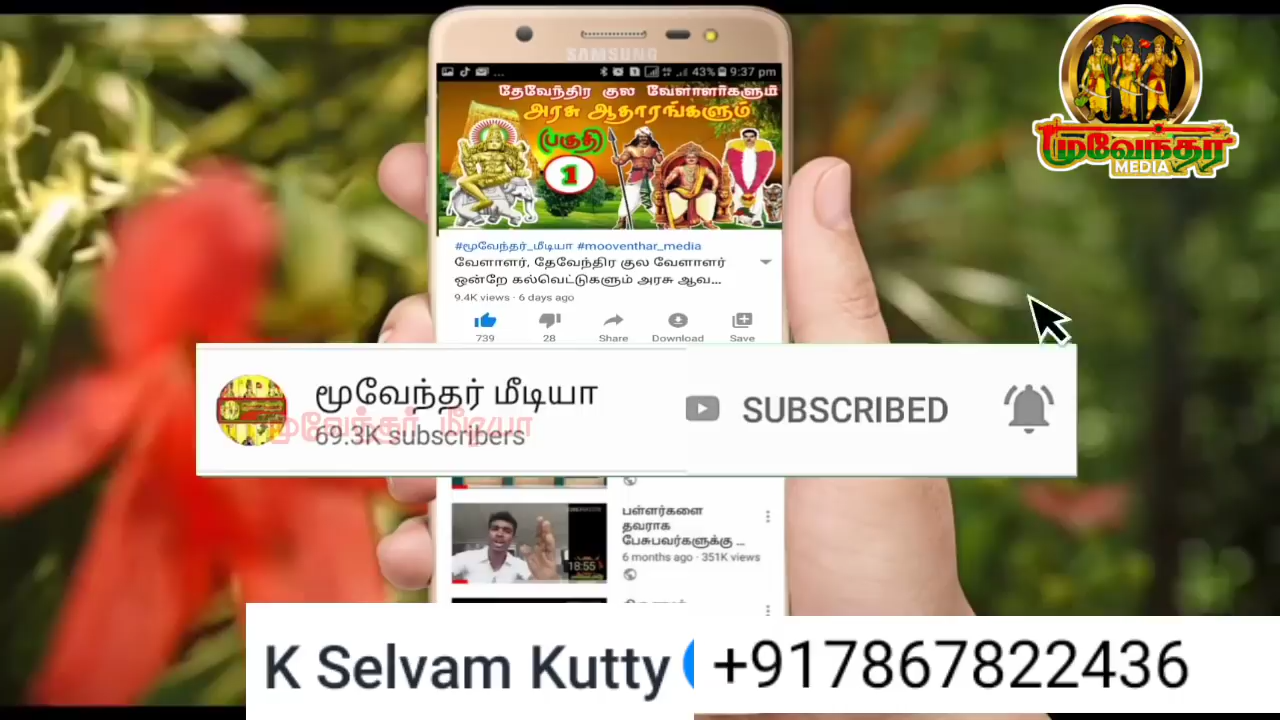 SAMSUNG
43% 9:37 pm
தேவேந்திர குல வேளாளர்களும்
அரசு ஆதாரங்களும்
(பகுதி)
1
மூவேந்தர்
MEDIA
#மூவேந்தர்_மீடியா #mooventhar_media
வேளாளர், தேவேந்திர குல வேளாளர்
ஒன்றே கல்வெட்டுகளும் அரசு ஆவ...
9.4K views · 6 days ago
739 28 Share Download Save
மூவேந்தர் மீடியா
மூவேந்தர் மீடியா
69.3K subscribers
SUBSCRIBED
பள்ளர்களை
தவராக
பேசுபவர்களுக்கு ...
6 months ago · 351K views
18:55
K Selvam Kutty
+917867822436